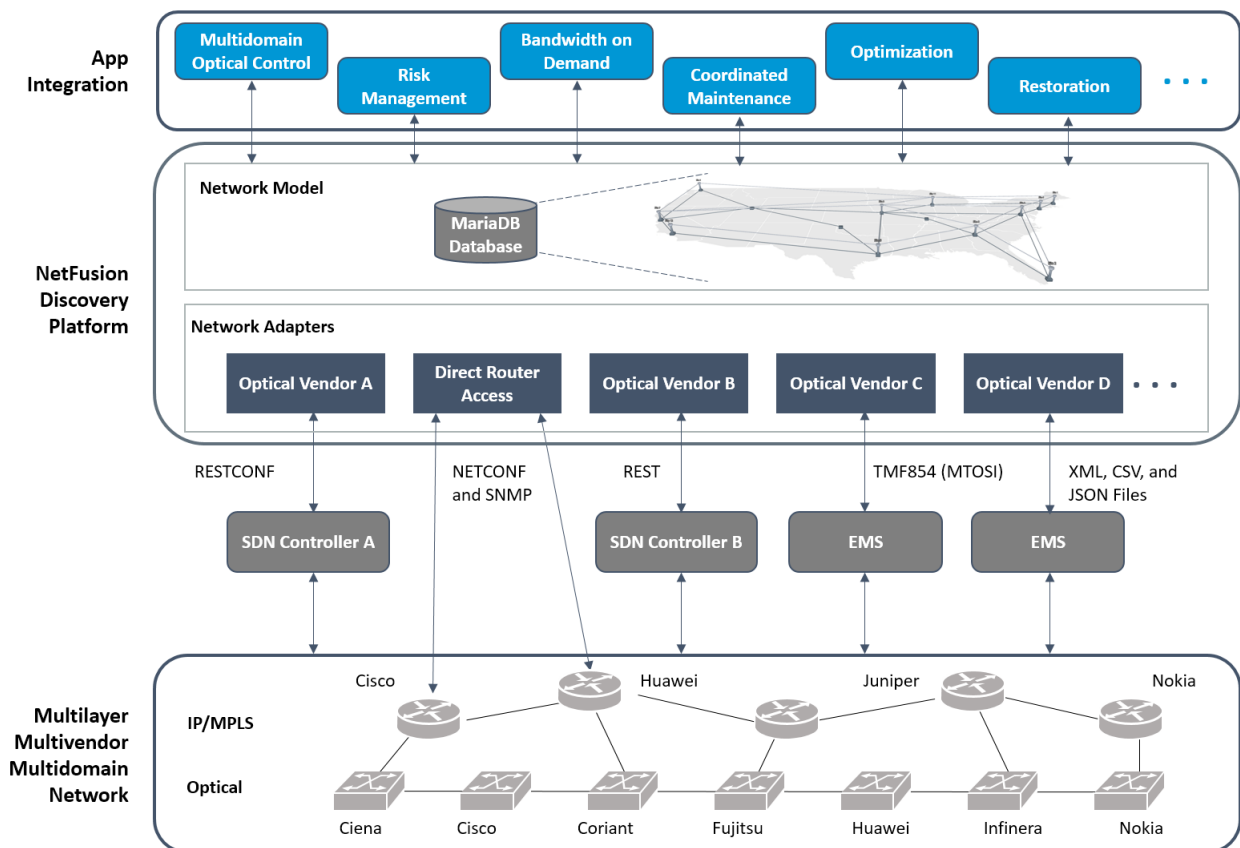 App
Integration
Multidomain
Optical Control
Risk
Management
Bandwidth on
Demand
Coordinated
Maintenance
Optimization
Restoration
. . .
NetFusion
Discovery
Platform
Network Model
MariaDB
Database
Network Adapters
Optical Vendor A
Direct Router
Access
Optical Vendor B
Optical Vendor C
Optical Vendor D
. . .
RESTCONF
NETCONF
and SNMP
REST
TMF854 (MTOSI)
XML, CSV, and
JSON Files
SDN Controller A
SDN Controller B
EMS
EMS
Multilayer
Multivendor
Multidomain
Network
Cisco
Huawei
Juniper
Nokia
IP/MPLS
Optical
Ciena
Cisco
Coriant
Fujitsu
Huawei
Infinera
Nokia